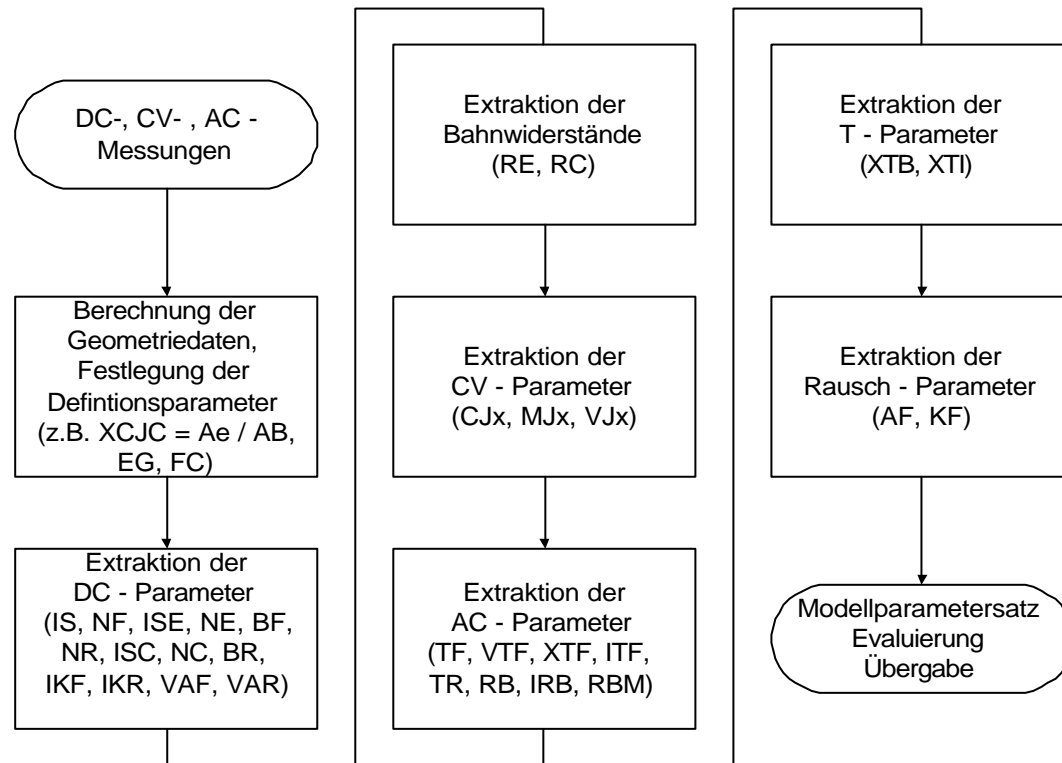 DC-, CV- , AC -
Messungen
Berechnung der
Geometriedaten,
Festlegung der
Defintionsparameter
(z.B. XCJC = Ae / AB,
EG, FC)
Extraktion der
DC - Parameter
(IS, NF, ISE, NE, BF,
NR, ISC, NC, BR,
IKF, IKR, VAF, VAR)
Extraktion der
Bahnwiderstände
(RE, RC)
Extraktion der
CV - Parameter
(CJx, MJx, VJx)
Extraktion der
AC - Parameter
(TF, VTF, XTF, ITF,
TR, RB, IRB, RBM)
Extraktion der
T - Parameter
(XTB, XTI)
Extraktion der
Rausch - Parameter
(AF, KF)
Modellparametersatz
Evaluierung
Übergabe